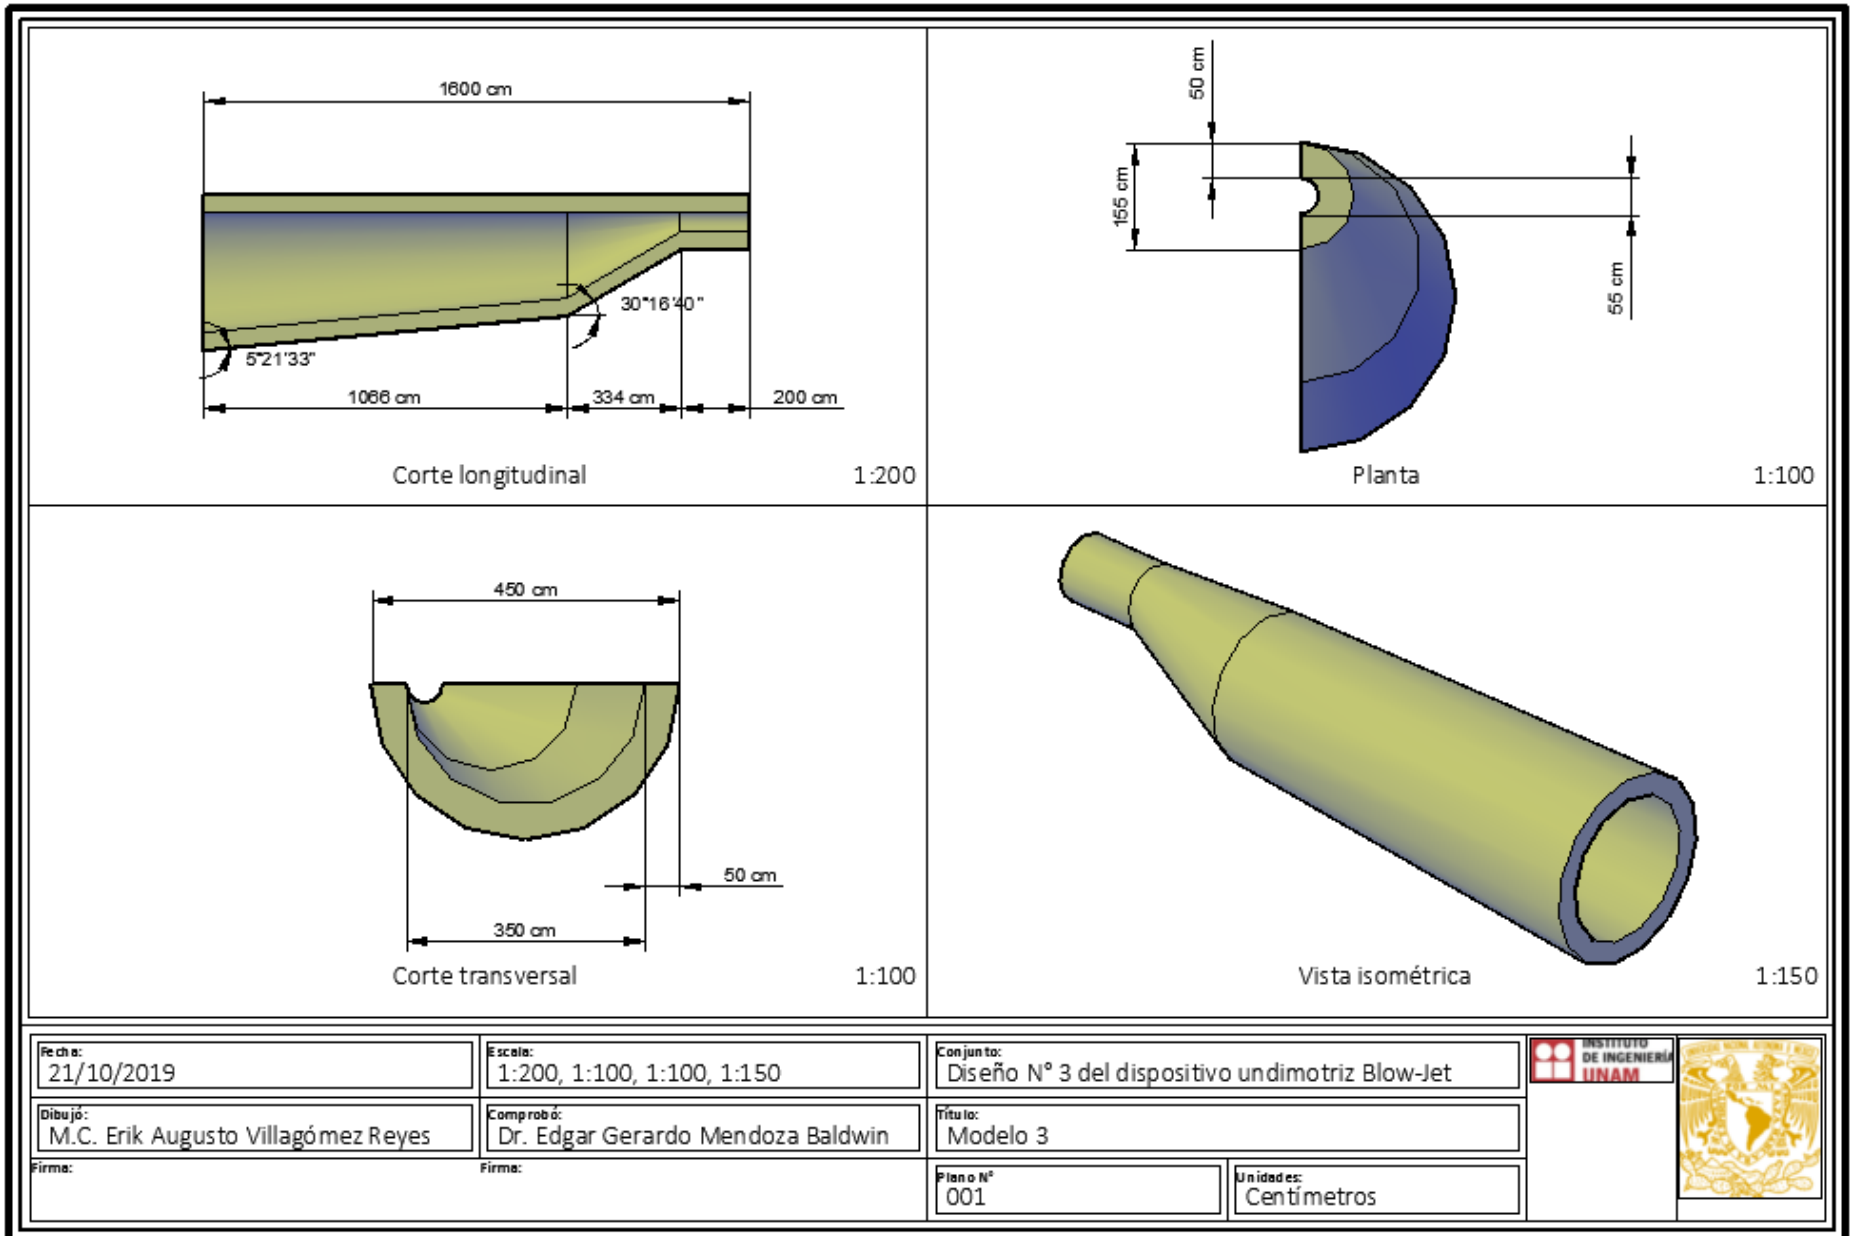 1600 cm
30°16'40"
5°21'33"
1066 cm
334 cm
200 cm
Corte longitudinal
1:200
50 cm
155 cm
55 cm
Planta
1:100
450 cm
50 cm
350 cm
Corte transversal
1:100
Vista isométrica
1:150
Fecha:
21/10/2019
Escala:
1:200, 1:100, 1:100, 1:150
Conjunto:
Diseño N° 3 del dispositivo undimotriz Blow-Jet
INSTITUTO
DE INGENIERÍA
UNAM
Dibujó:
M.C. Erik Augusto Villagómez Reyes
Comprobó:
Dr. Edgar Gerardo Mendoza Baldwin
Título:
Modelo 3
Firma:
Firma:
Plano N°
001
Unidades:
Centímetros